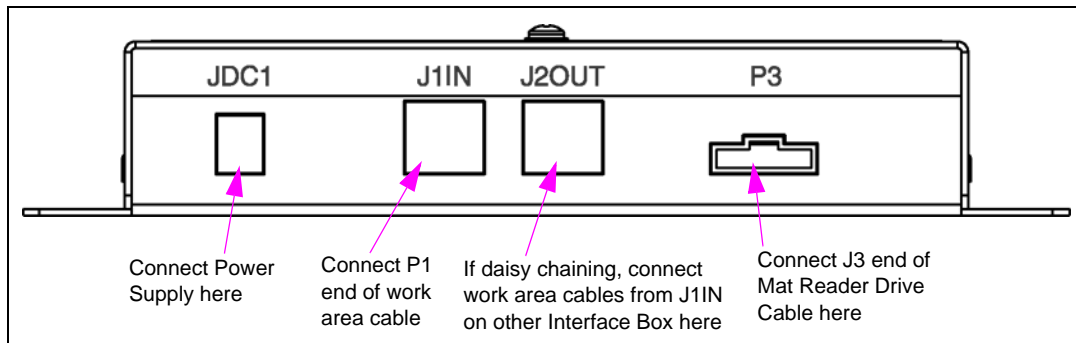 JDC1
J1IN
J2OUT
P3
Connect Power
Supply here
Connect P1
end of work
area cable
If daisy chaining, connect
work area cables from J1IN
on other Interface Box here
Connect J3 end of
Mat Reader Drive
Cable here